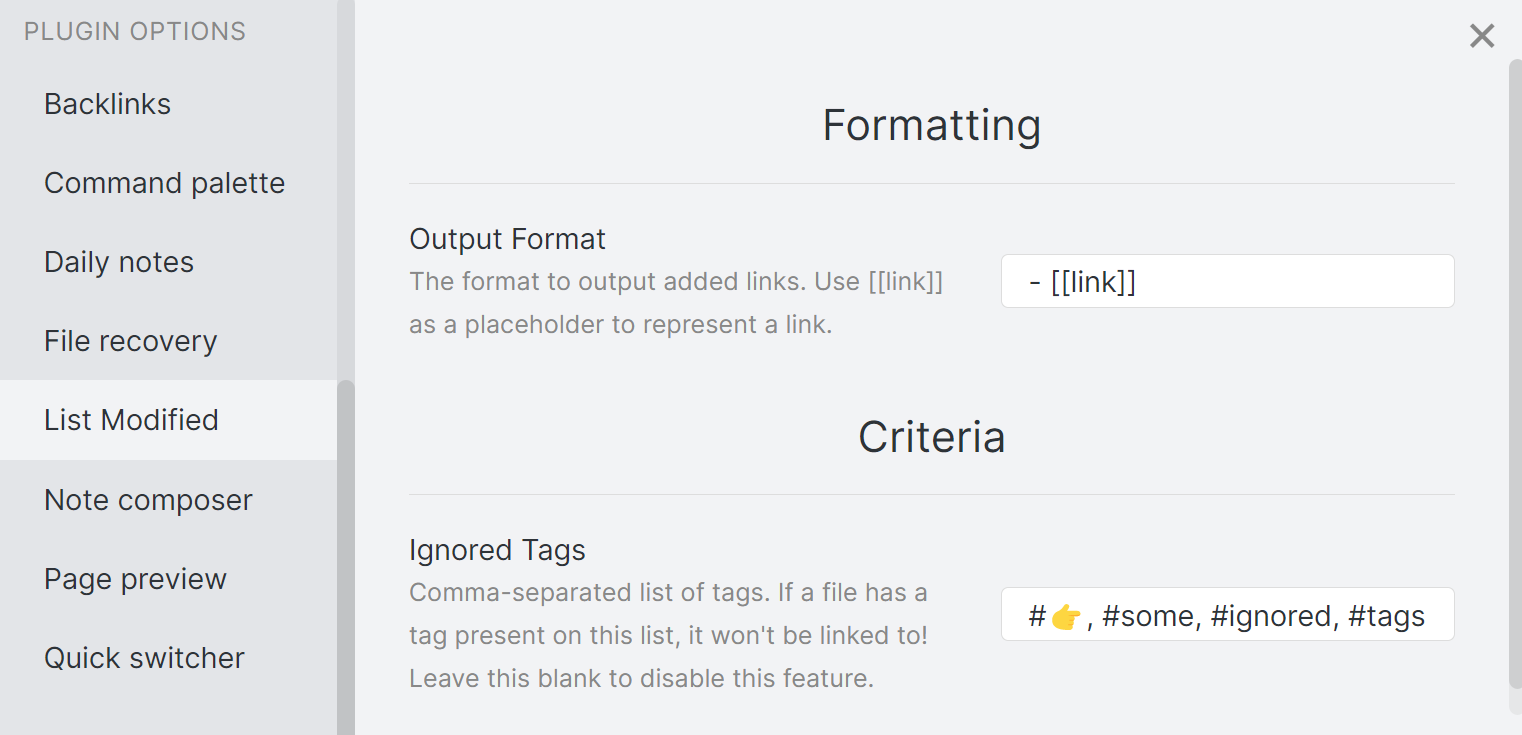 PLUGIN OPTIONS
Backlinks
Command palette
Daily notes
File recovery
List Modified
Note composer
Page preview
Quick switcher
Formatting
Output Format
The format to output added links. Use [[link]]
as a placeholder to represent a link.
- [[link]]
Criteria
Ignored Tags
Comma-separated list of tags. If a file has a
tag present on this list, it won't be linked to!
Leave this blank to disable this feature.
#👉, #some, #ignored, #tags